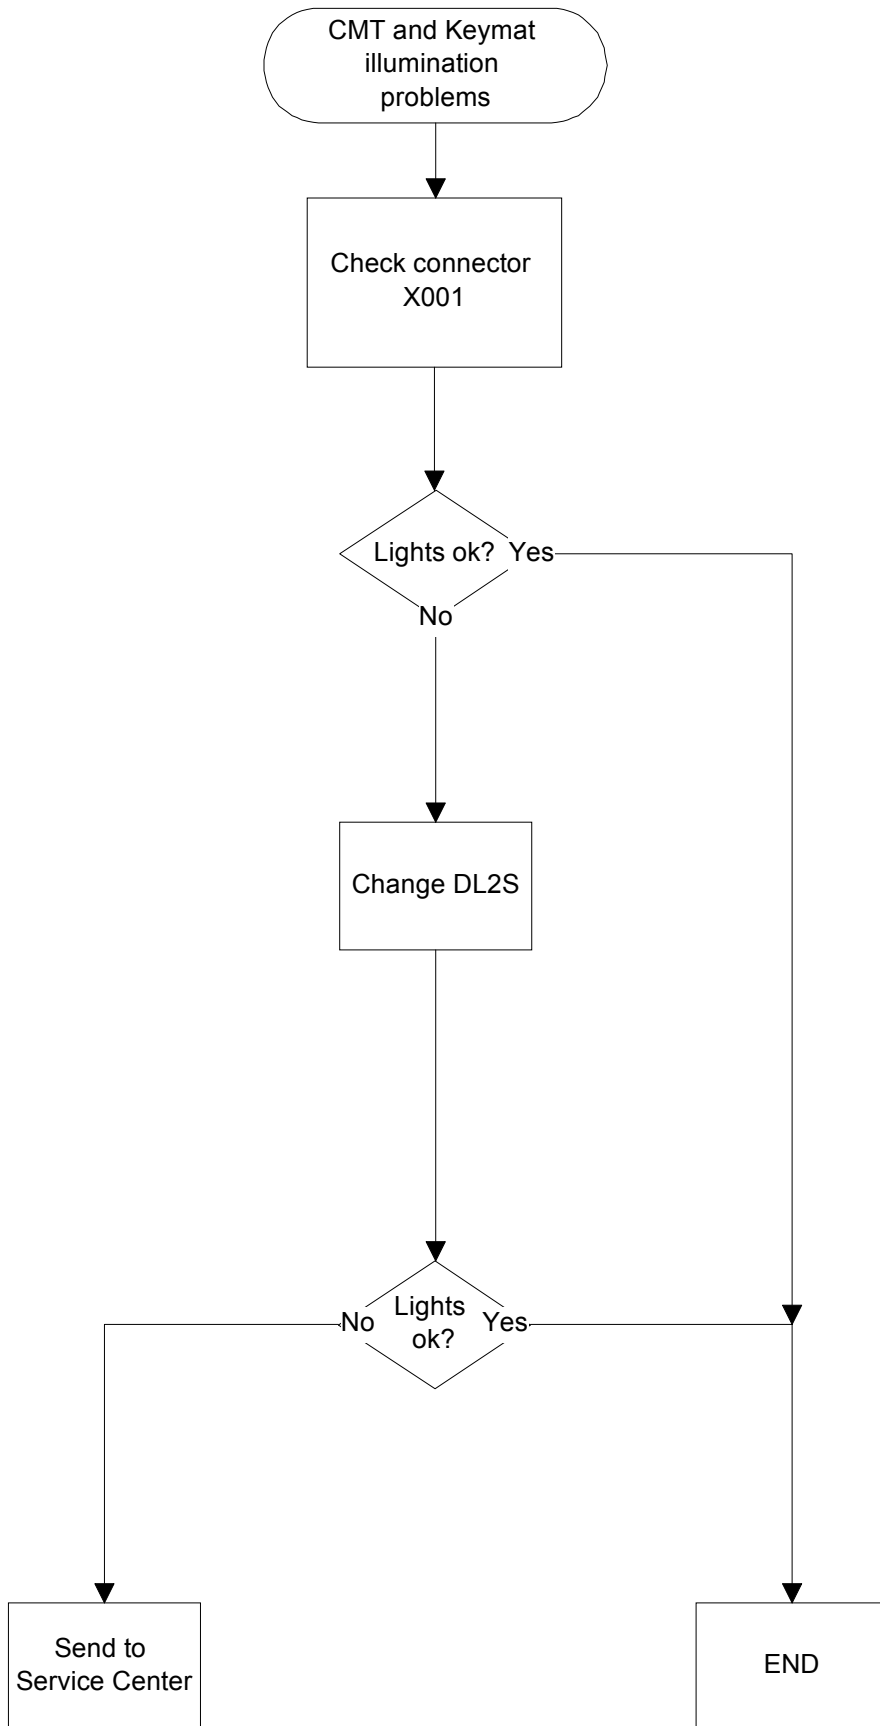 CMT and Keymat
illumination
problems
Check connector
X001
Lights ok?
Yes
No
Change DL2S
No
Lights
ok?
Yes
Send to
Service Center
END